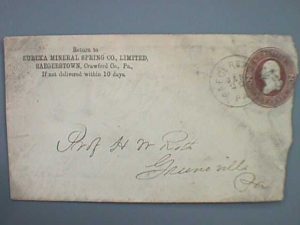 Return to
EUREKA MINERAL SPRING CO., LIMITED,
SAEGERSTOWN, Crawford Co., Pa.,
If not delivered within 10 days.
Prof H W Roth
Greenville
Pa